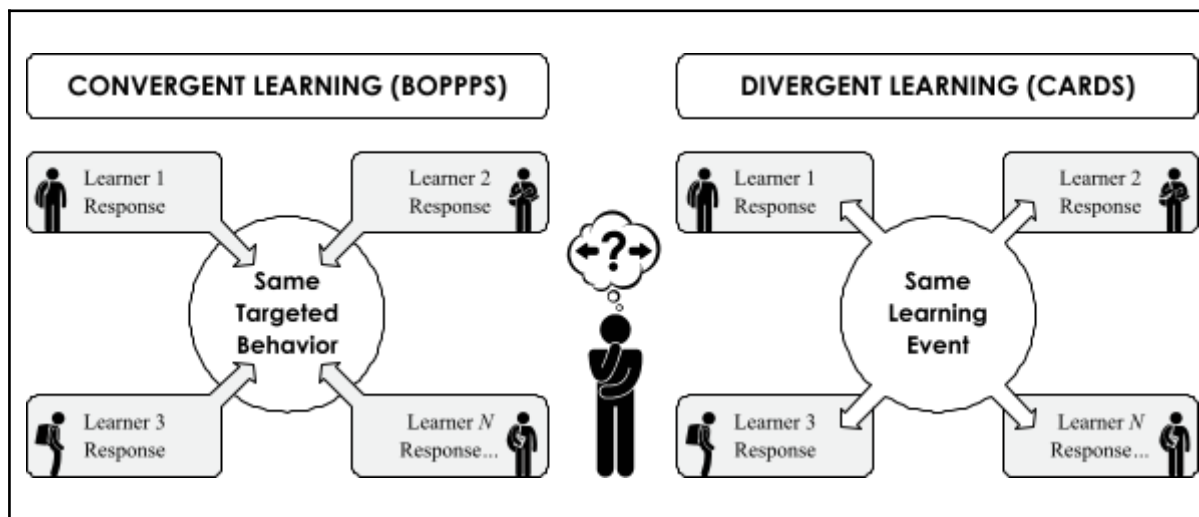 CONVERGENT LEARNING (BOPPPS)
Learner 1
Response
Learner 2
Response
Same
Targeted
Behavior
Learner 3
Response
Learner N
Response...
?
DIVERGENT LEARNING (CARDS)
Learner 1
Response
Learner 2
Response
Same
Learning
Event
Learner 3
Response
Learner N
Response...